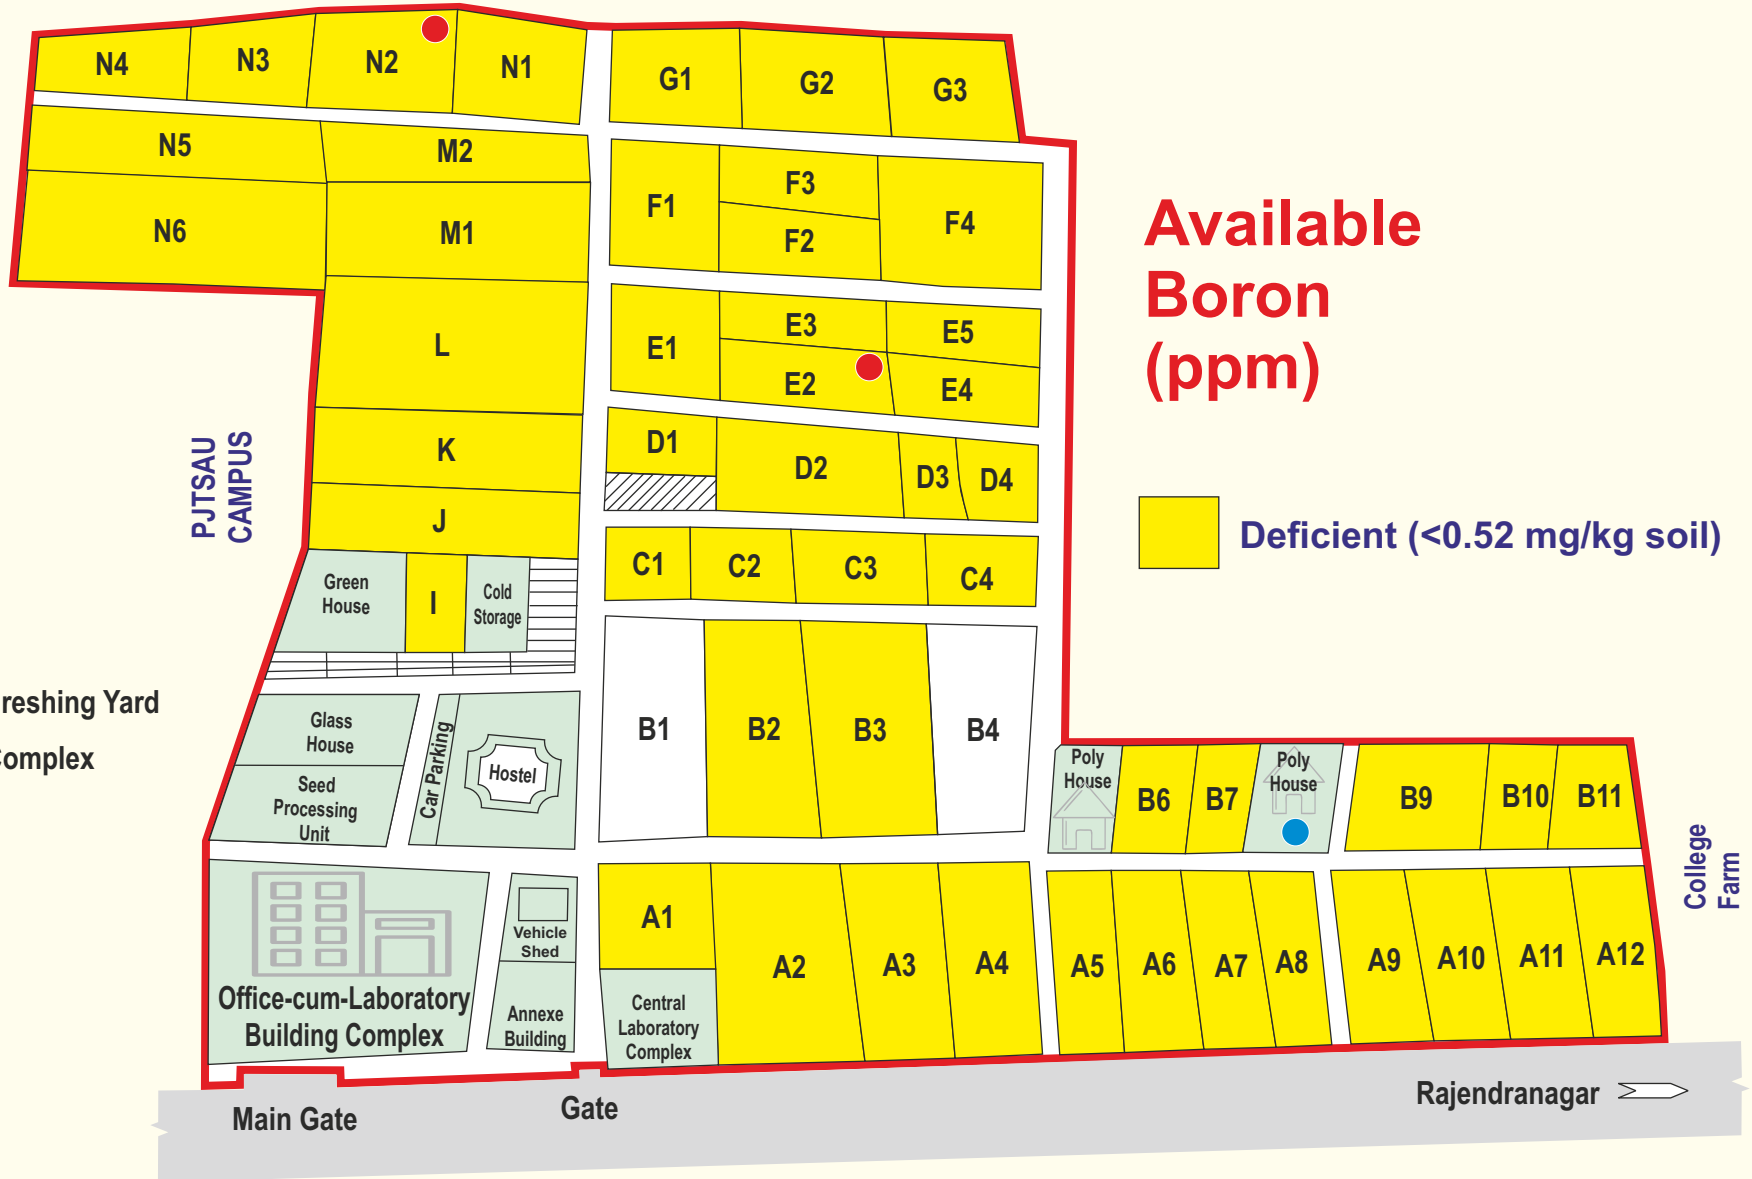 N4
N3
N2
N1
G1
G2
G3
N5
M2
N6
M1
F1
F3
F2
F4
Available
Boron
(ppm)
L
E1
E3
E5
E2
E4
K
D1
D2
D3
D4
PJTSAU
CAMPUS
J
Deficient (<0.52 mg/kg soil)
C1
C2
C3
C4
Green
House
I
Cold
Storage
reshing Yard
Complex
Glass
House
Seed
Processing
Unit
Car Parking
Hostel
B1
B2
B3
B4
Poly
House
B6
B7
Poly
House
B9
B10
B11
College
Farm
Office-cum-Laboratory
Building Complex
Vehicle
Shed
Annexe
Building
A1
Central
Laboratory
Complex
A2
A3
A4
A5
A6
A7
A8
A9
A10
A11
A12
Main Gate
Gate
Rajendranagar